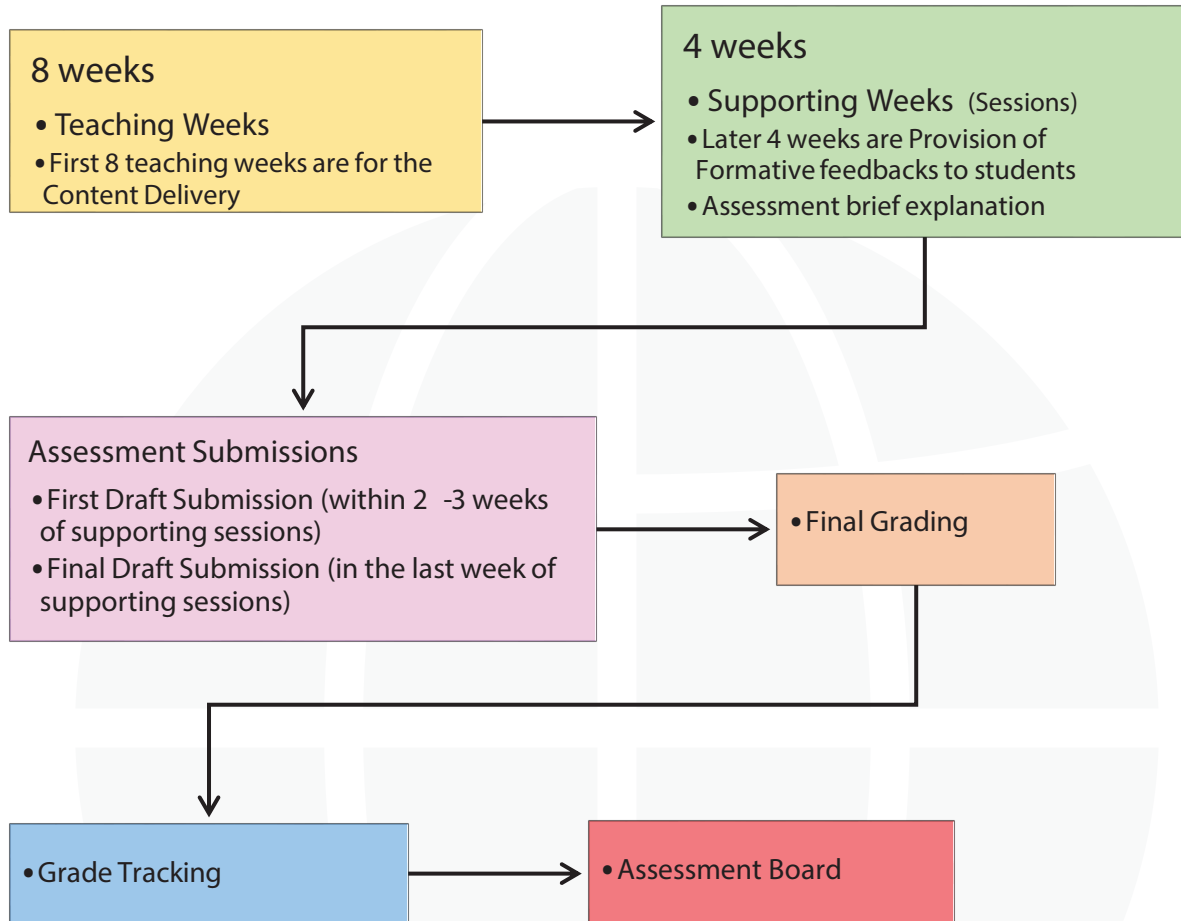 8 weeks
• Teaching Weeks
• First 8 teaching weeks are for the
Content Delivery
4 weeks
• Supporting Weeks (Sessions)
• Later 4 weeks are Provision of
Formative feedbacks to students
• Assessment brief explanation
Assessment Submissions
• First Draft Submission (within 2 -3 weeks
of supporting sessions)
• Final Draft Submission (in the last week of
supporting sessions)
• Final Grading
• Grade Tracking
• Assessment Board